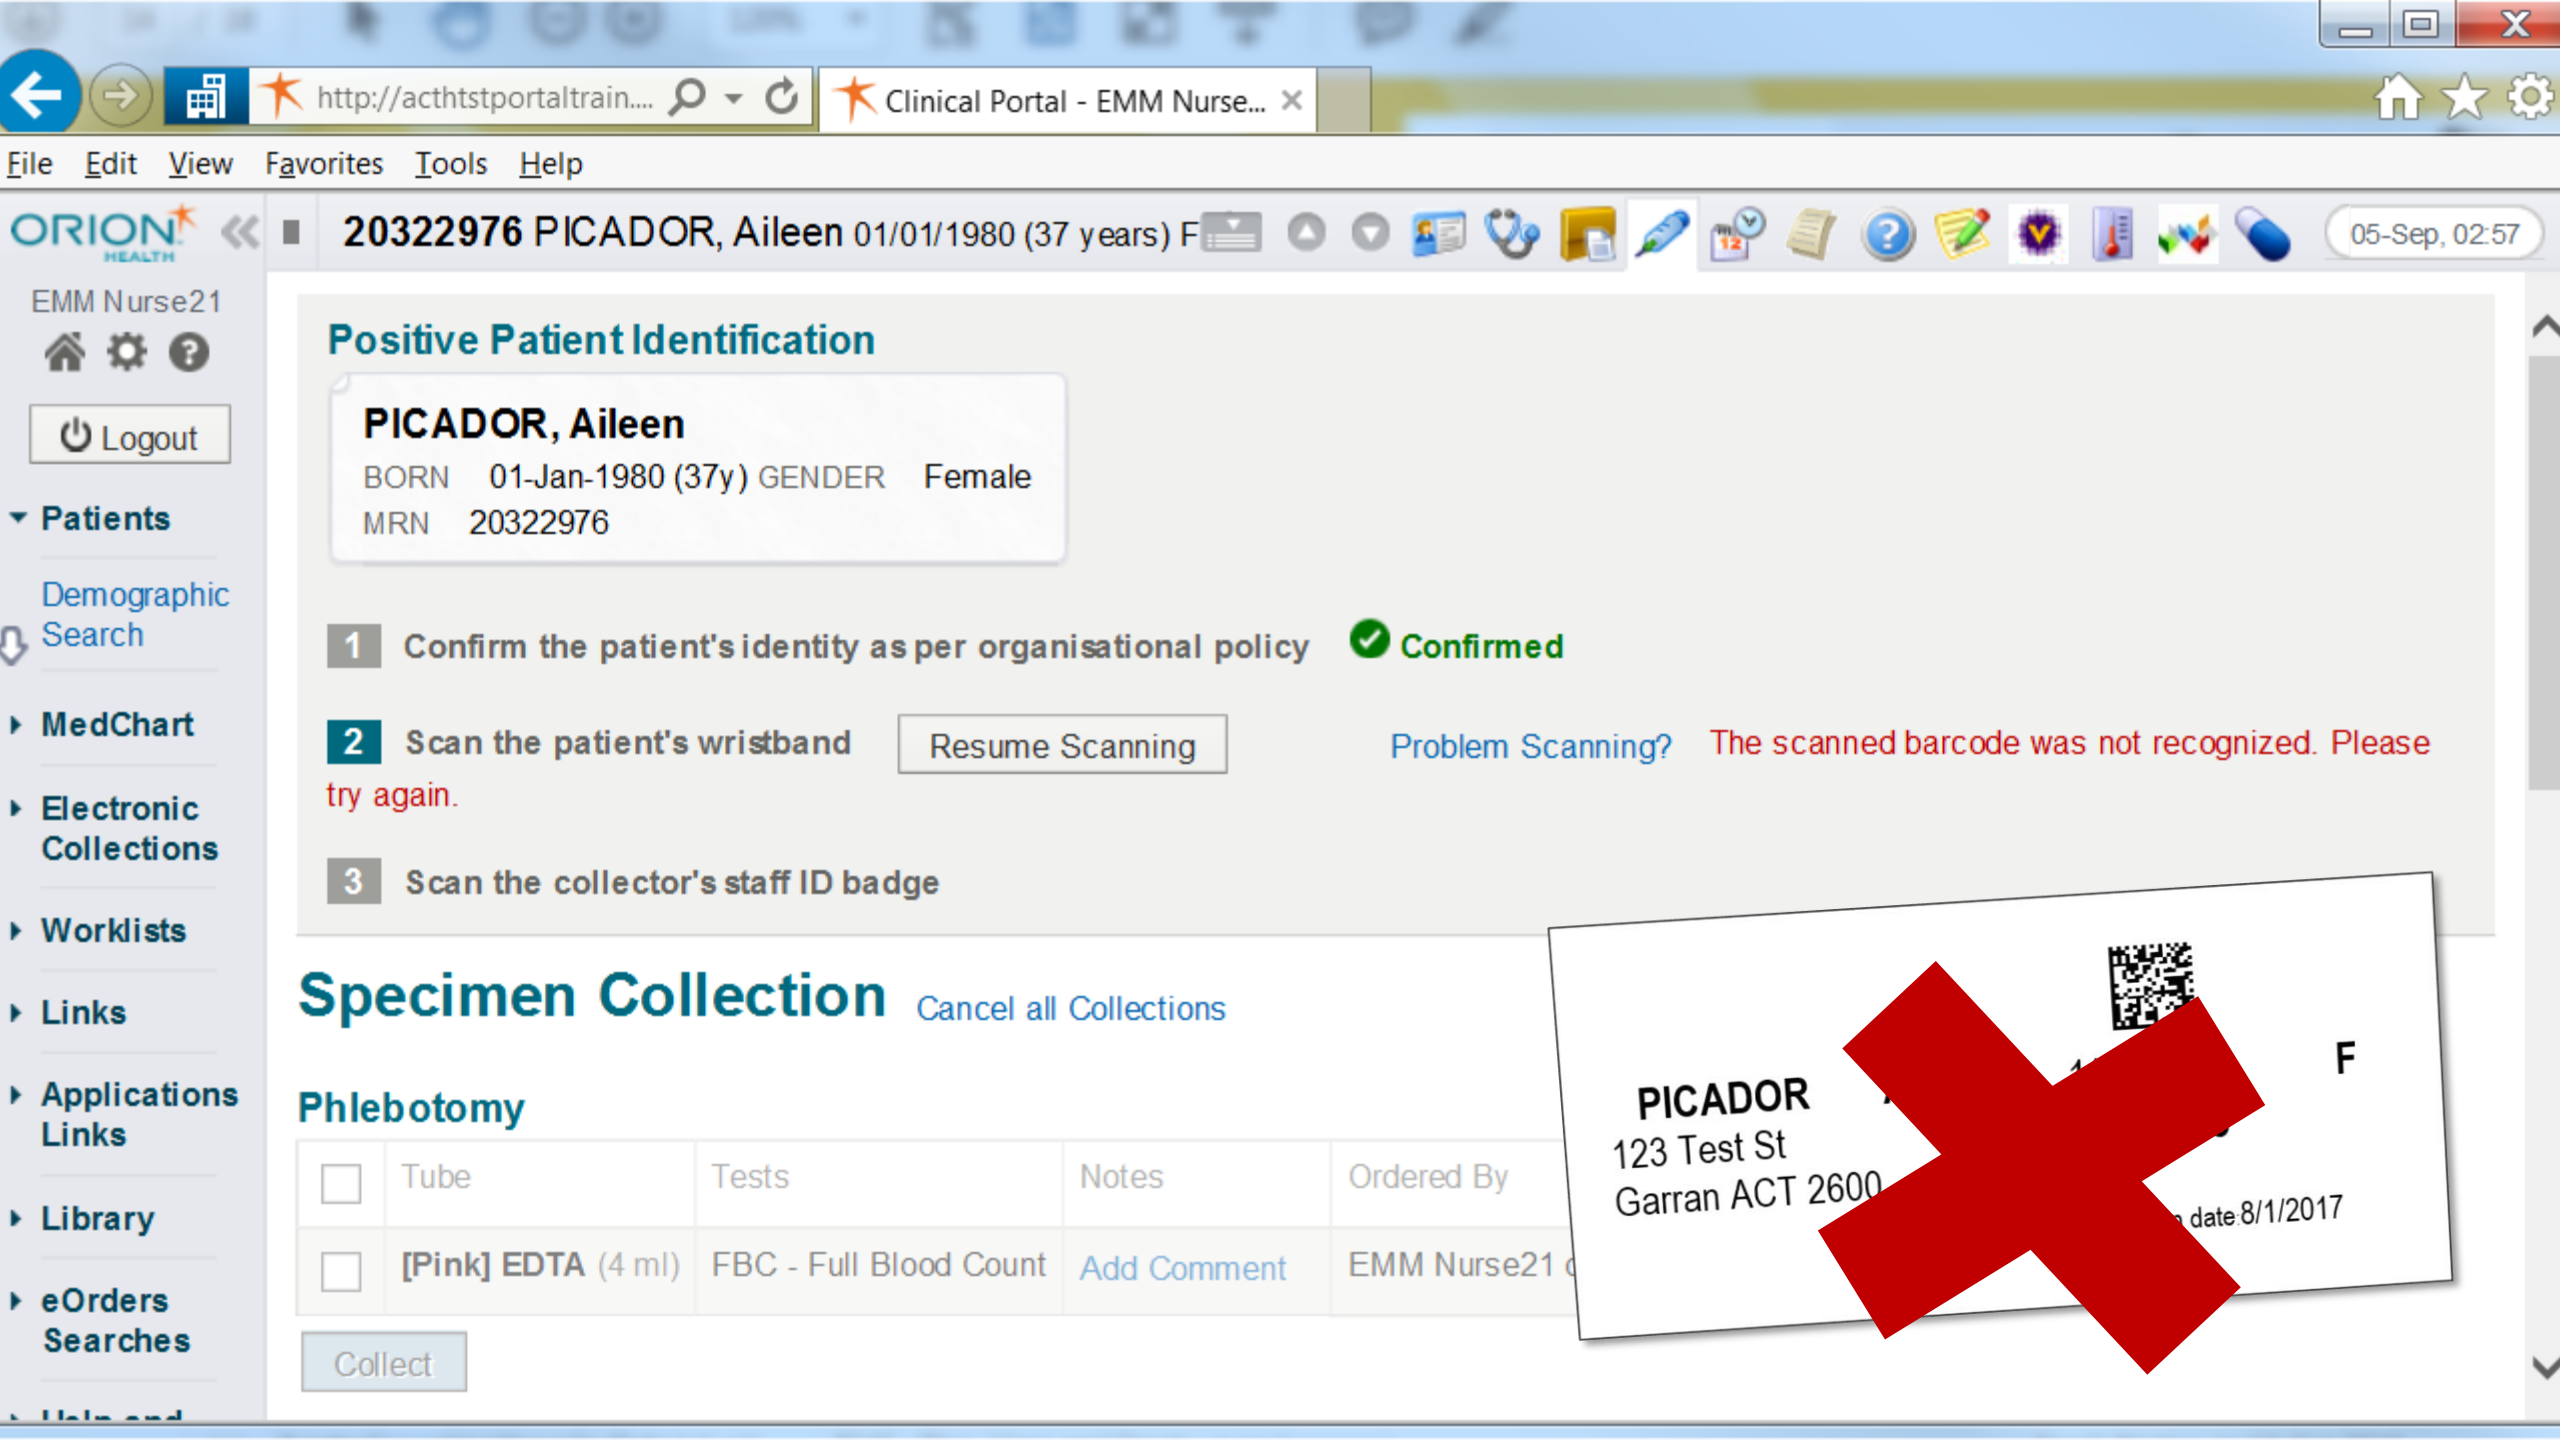 http://acthtstportaltrain....
Clinical Portal - EMM Nurse...
File Edit View Favorites Tools Help
ORION HEALTH
20322976 PICADOR, Aileen 01/01/1980 (37 years) F
05-Sep, 02:57
EMM Nurse21
Logout
Patients
Demographic
Search
MedChart
Electronic
Collections
Worklists
Links
Applications
Links
Library
eOrders
Searches
Positive Patient Identification
PICADOR, Aileen
BORN 01-Jan-1980 (37y) GENDER Female
MRN 20322976
1 Confirm the patient's identity as per organisational policy Confirmed
2 Scan the patient's wristband Resume Scanning Problem Scanning? The scanned barcode was not recognized. Please
try again.
3 Scan the collector's staff ID badge
Specimen Collection Cancel all Collections
Phlebotomy
Tube Tests Notes Ordered By
[Pink] EDTA (4 ml) FBC - Full Blood Count Add Comment EMM Nurse21
Collect
F
PICADOR
123 Test St
Garran ACT 2600
date:8/1/2017